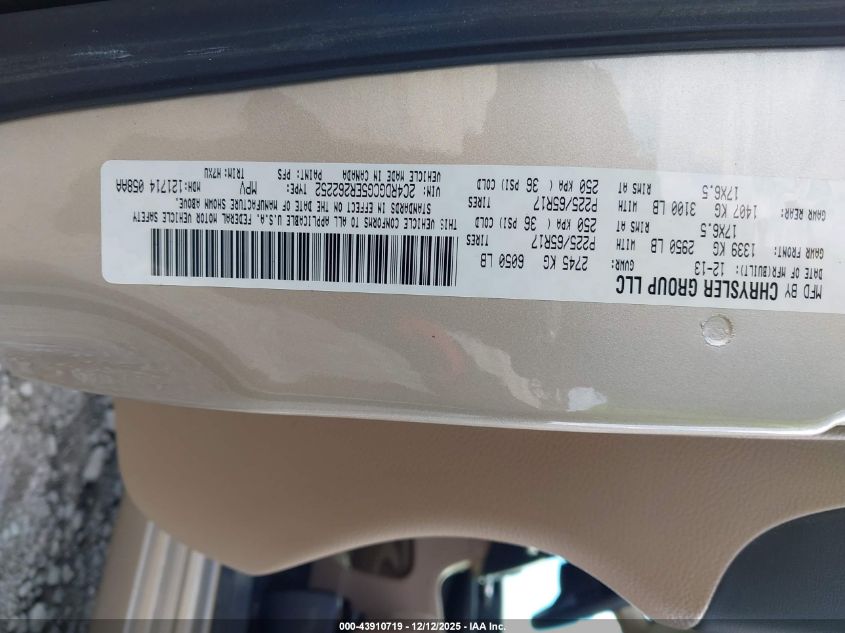 MFD BY CHRYSLER GROUP LLC
DATE OF MFR(BUILT): 12-13 GVWR: 2745 KG 6050 LB
GAWR FRONT: 1339 KG 2950 LB WITH P225/65R17 TIRES
17X6.5 RIMS AT 250 KPA( 36 PSI) COLD
GAWR REAR: 1407 KG 3100 LB WITH P225/65R17 TIRES
17X6.5 RIMS AT 250 KPA( 36 PSI) COLD
THIS VEHICLE CONFORMS TO ALL APPLICABLE U.S.A. FEDERAL MOTOR VEHICLE SAFETY
STANDARDS IN EFFECT ON THE DATE OF MANUFACTURE SHOWN ABOVE.
VIN: 2C4RDGCG5ER262252 TYPE: MPV MDH:121714 058AA
VEHICLE MADE IN CANADA PAINT: PFS TRIM: H7XU
000-43910719 - 12/12/2025 - IAA Inc.